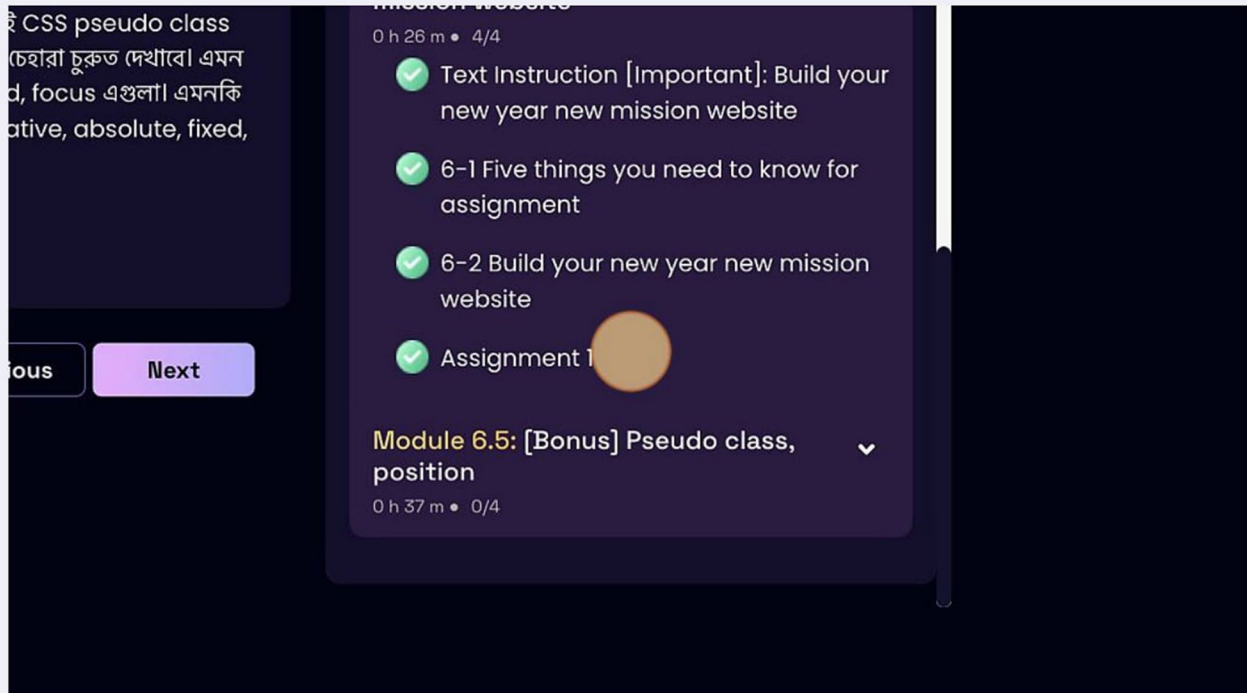 CSS pseudo class
চেহারা চুরুত দেখাবে। এমন
d, focus এগুলা। এমনকি
ative, absolute, fixed,
ious
Next
mission website
0 h 26 m • 4/4
Text Instruction [Important]: Build your
new year new mission website
6-1 Five things you need to know for
assignment
6-2 Build your new year new mission
website
Assignment 1
Module 6.5: [Bonus] Pseudo class,
position
0 h 37 m • 0/4